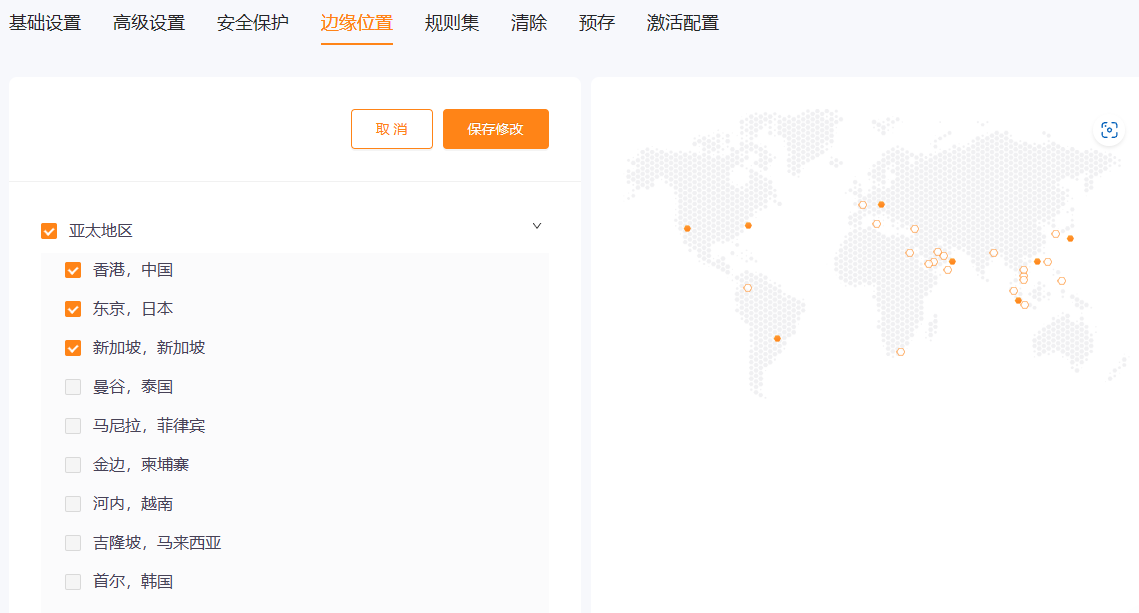 基础设置 高级设置 安全保护 边缘位置 规则集 清除 预存 激活配置
取 消 保存修改
亚太地区
香港，中国
东京，日本
新加坡，新加坡
曼谷，泰国
马尼拉，菲律宾
金边，柬埔寨
河内，越南
吉隆坡，马来西亚
首尔，韩国